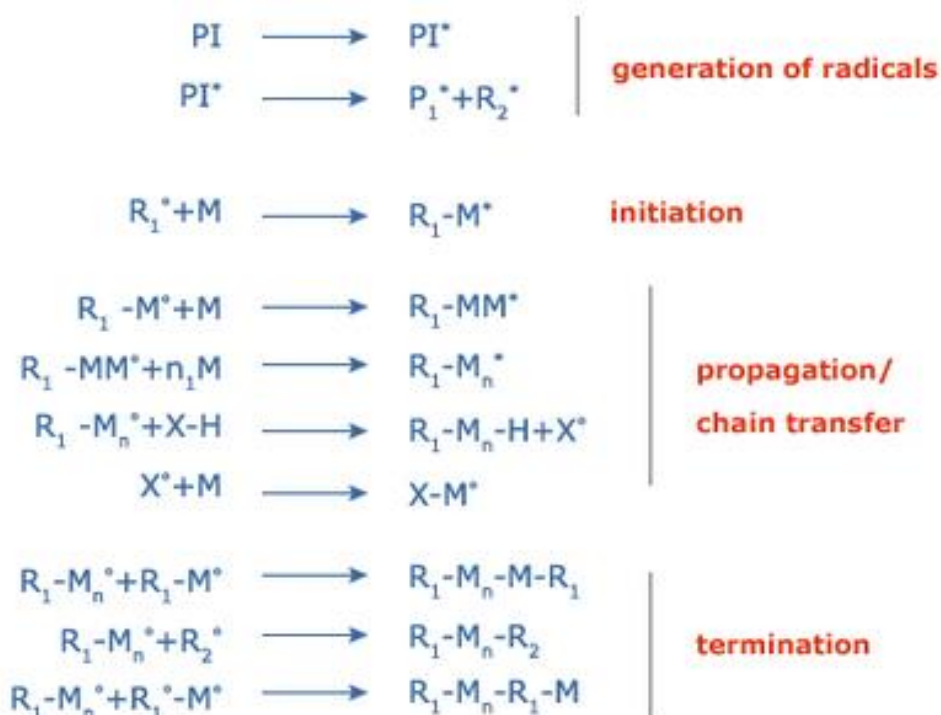 PI → PI*
generation of radicals
PI* → P₁*+R₂*
R₁°+M → R₁-M* initiation
R₁ -M°+M → R₁-MM*
R₁ -MM°+n₁M → R₁-Mₙ* propagation/
R₁ -Mₙ°+X-H → R₁-Mₙ-H+X° chain transfer
X°+M → X-M*
R₁-Mₙ°+R₁-M° → R₁-Mₙ-M-R₁
R₁-Mₙ°+R₂° → R₁-Mₙ-R₂ termination
R₁-Mₙ°+R₁°-M° → R₁-Mₙ-R₁-M